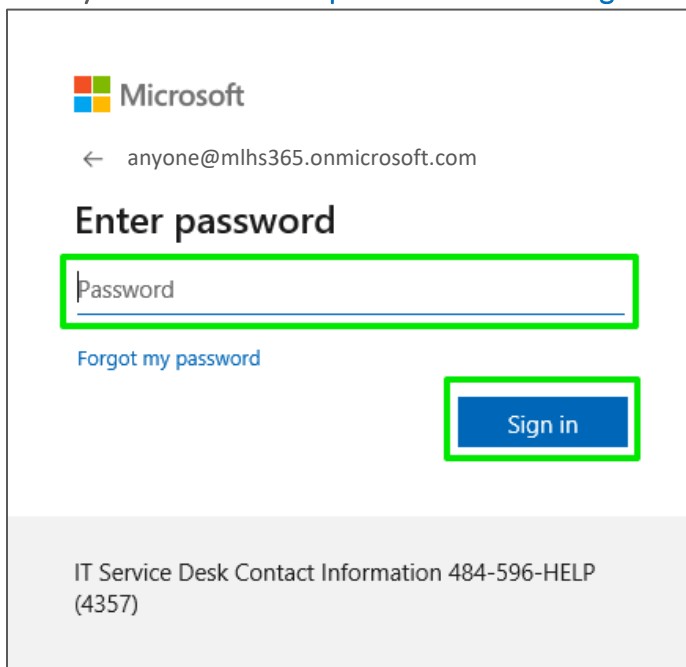 Microsoft
← anyone@mlhs365.onmicrosoft.com
Enter password
Password
Forgot my password
Sign in
IT Service Desk Contact Information 484-596-HELP
(4357)